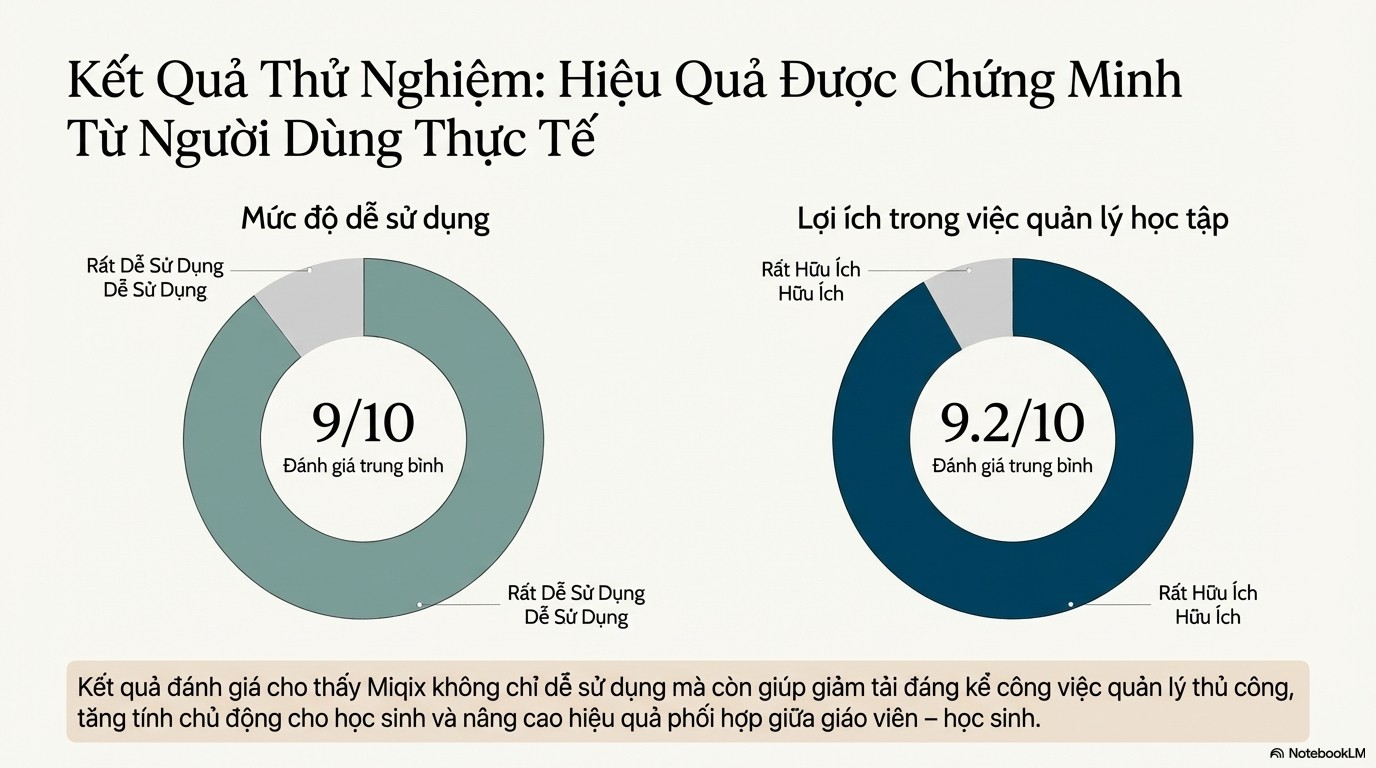 Kết Quả Thử Nghiệm: Hiệu Quả Được Chứng Minh
Từ Người Dùng Thực Tế
Mức độ dễ sử dụng
Rất Dễ Sử Dụng
Dễ Sử Dụng
9/10
Đánh giá trung bình
Rất Dễ Sử Dụng
Dễ Sử Dụng
Lợi ích trong việc quản lý học tập
Rất Hữu Ích
Hữu Ích
9.2/10
Đánh giá trung bình
Rất Hữu Ích
Hữu Ích
Kết quả đánh giá cho thấy Miqix không chỉ dễ sử dụng mà còn giúp giảm tải đáng kể công việc quản lý thủ công,
tăng tính chủ động cho học sinh và nâng cao hiệu quả phối hợp giữa giáo viên – học sinh.
NotebookLM